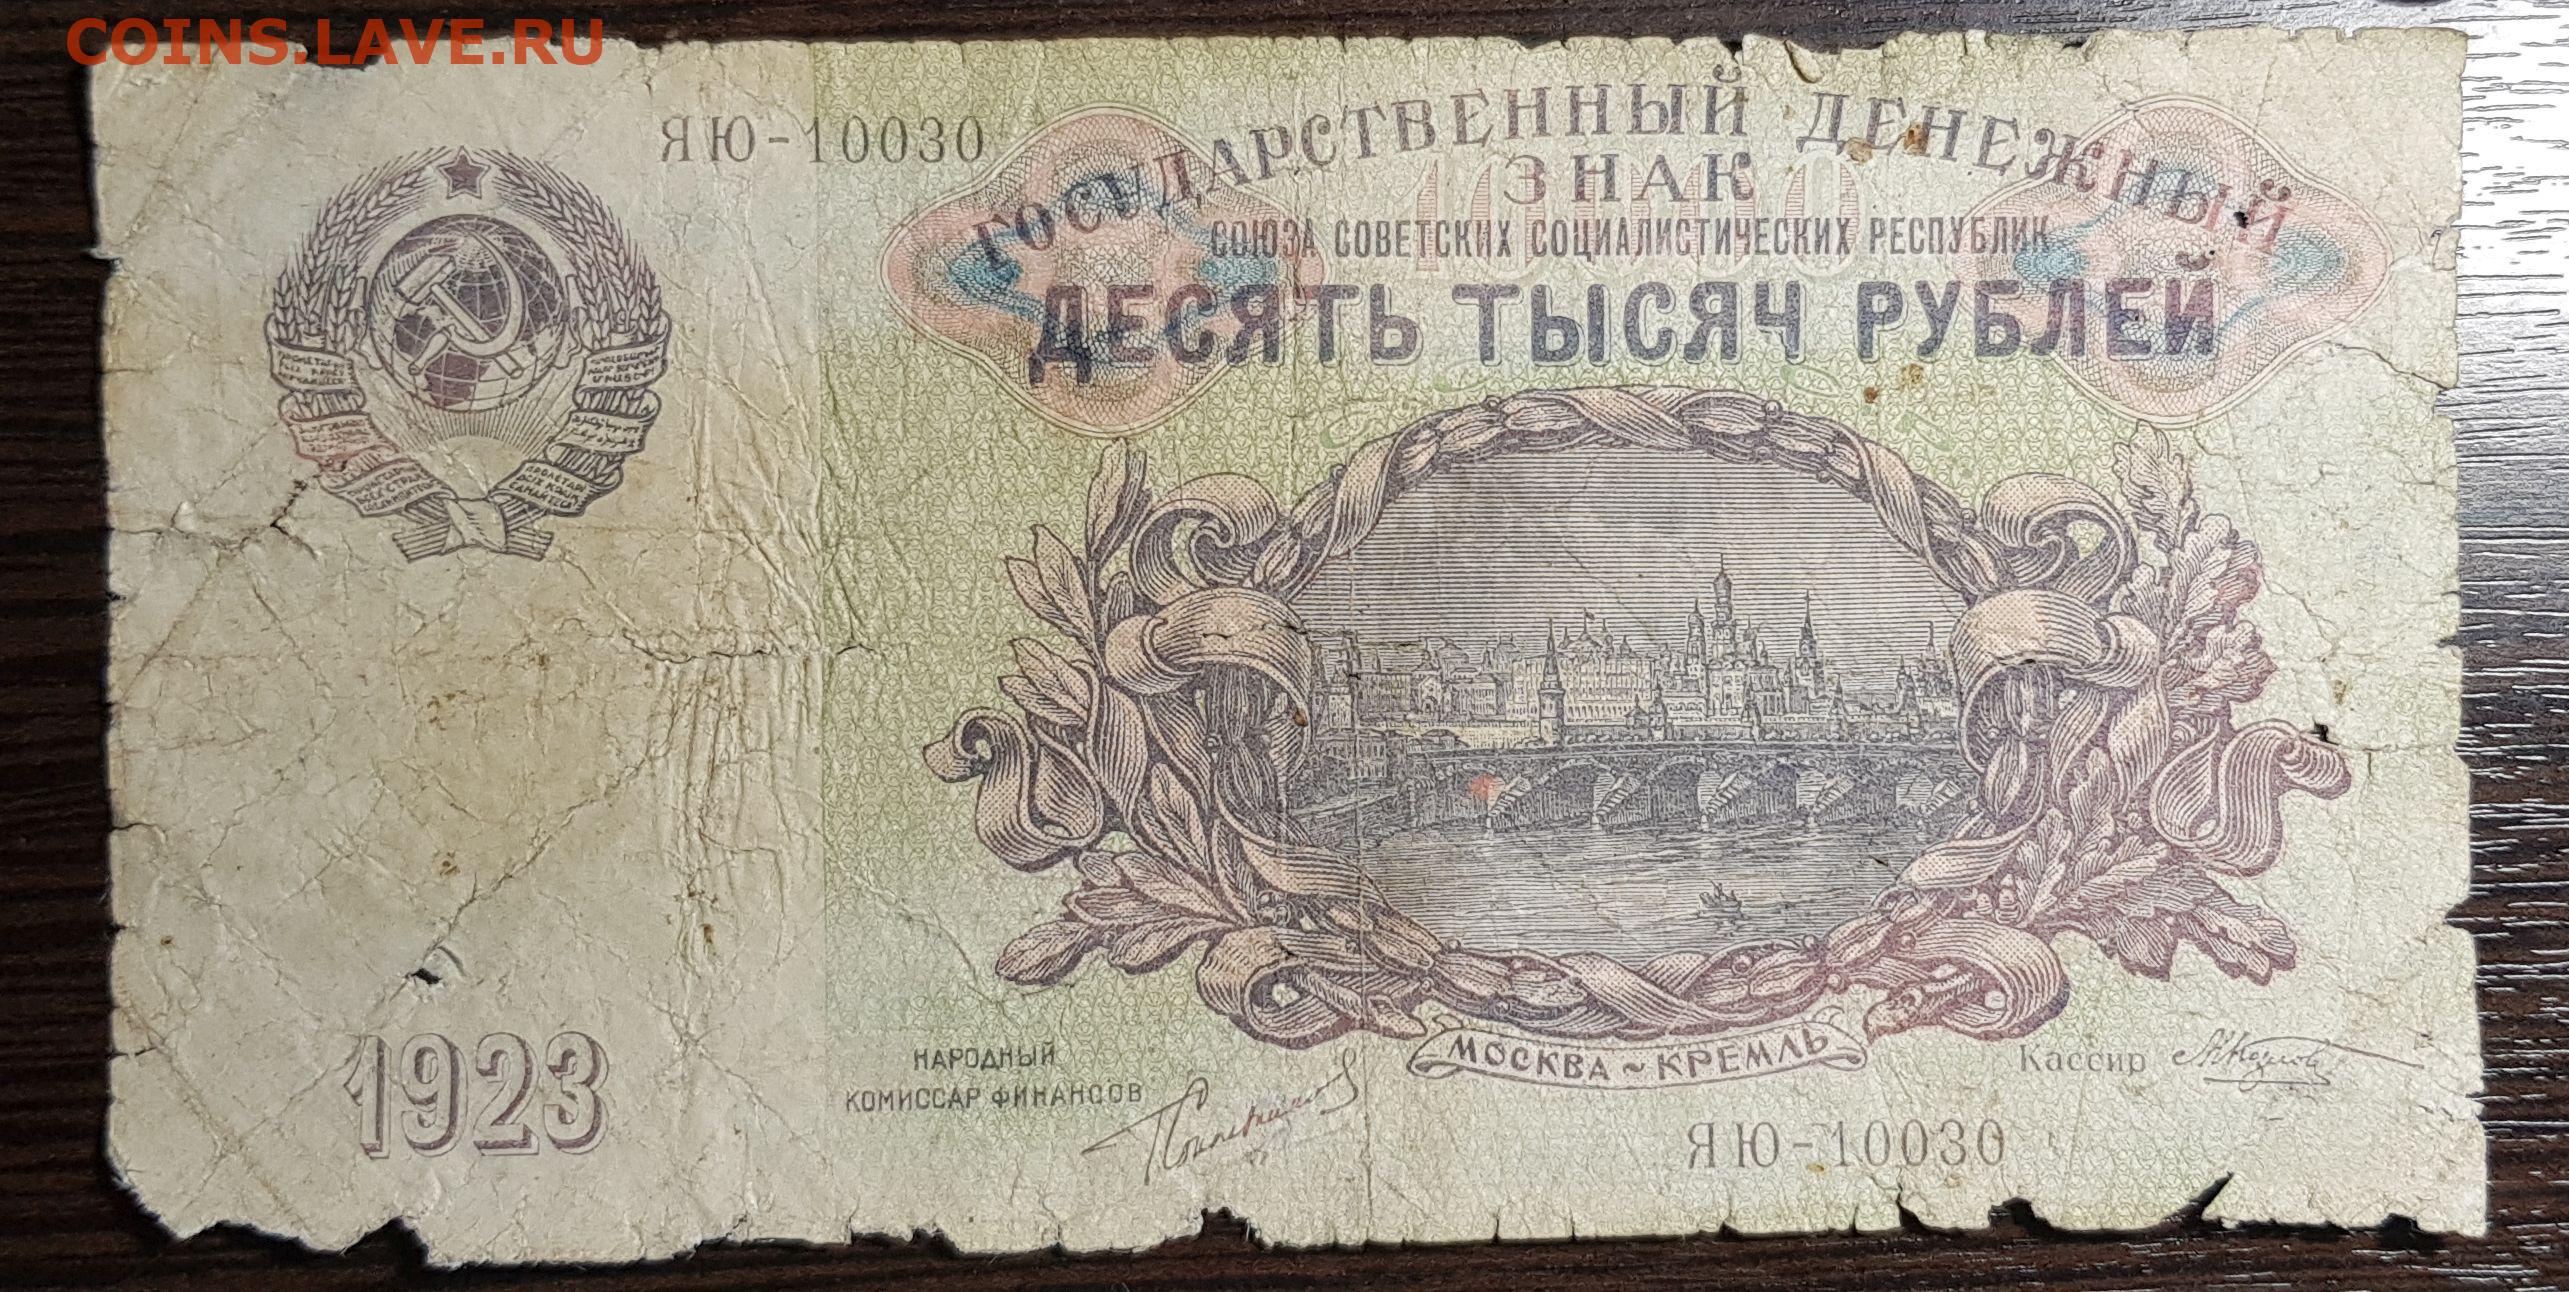 COINS.LAVE.RU
ЯЮ-10030
ГОСУДАРСТВЕННЫЙ ДЕНЕЖНЫЙ
ЗНАК
10000
СОЮЗА СОВЕТСКИХ СОЦИАЛИСТИЧЕСКИХ РЕСПУБЛИК
ДЕСЯТЬ ТЫСЯЧ РУБЛЕЙ
МОСКВА ~ КРЕМЛЬ
1923
НАРОДНЫЙ
КОМИССАР ФИНАНСОВ
Кассир
ЯЮ-10030